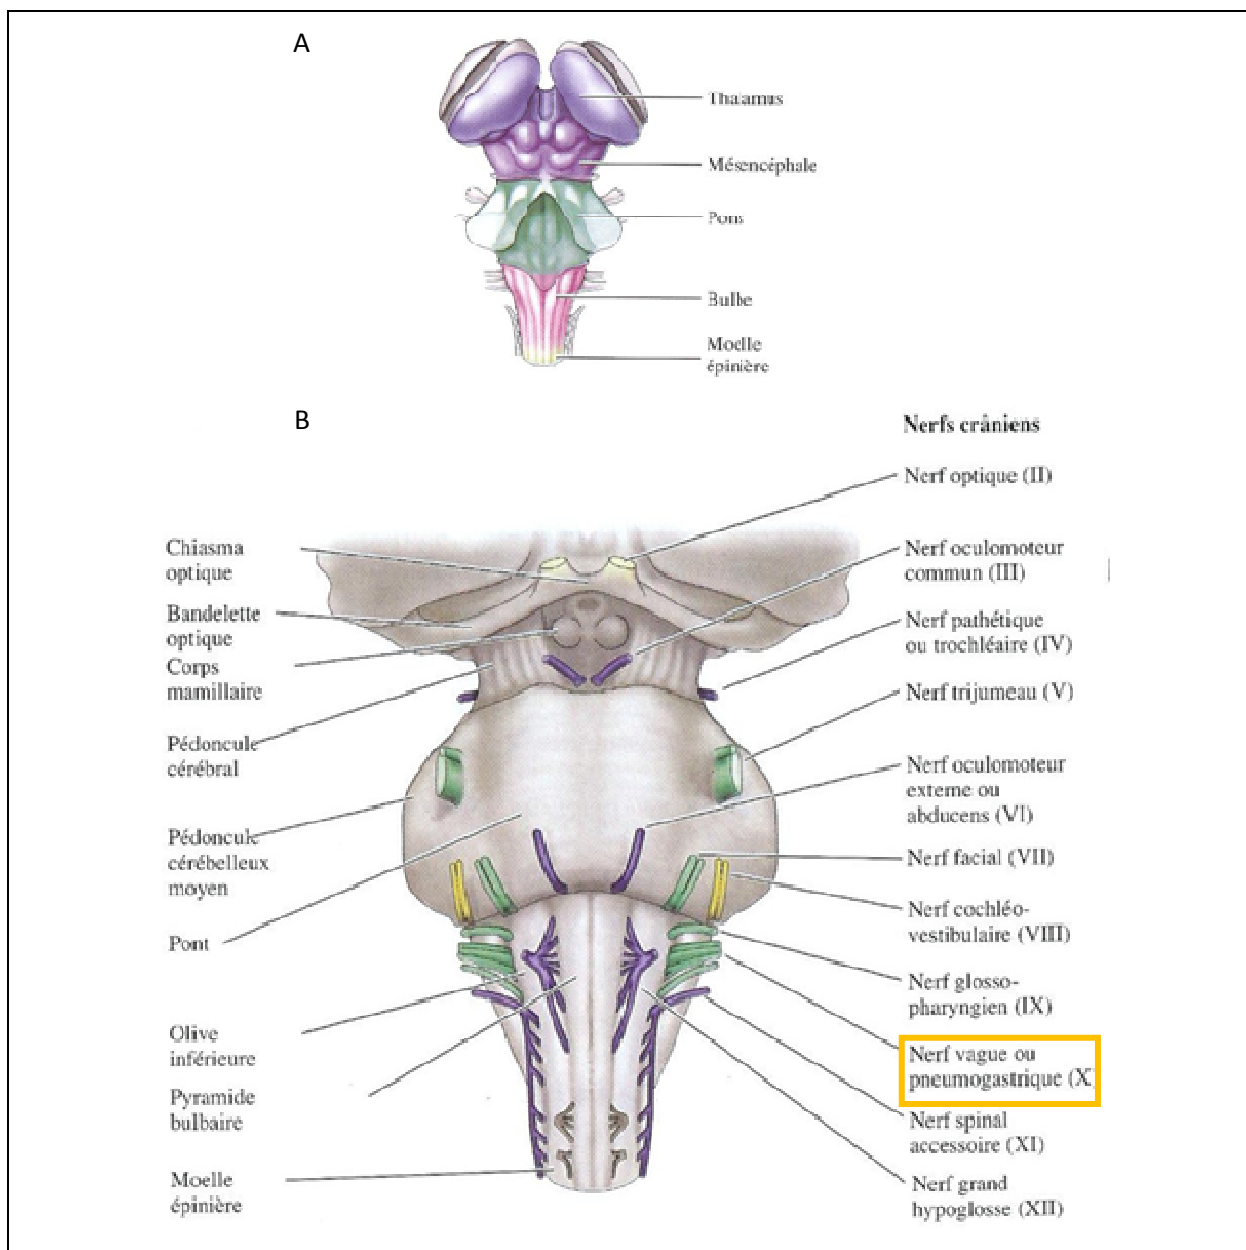 A
Thalamus
Mésencéphale
Pons
Bulbe
Moelle
épinière
B
Nerfs crâniens
Nerf optique (II)
Nerf oculomoteur
commun (III)
Nerf pathétique
ou trochléaire (IV)
Nerf trijumeau (V)
Nerf oculomoteur
externe ou
abducens (VI)
Nerf facial (VII)
Nerf cochléo-
vestibulaire (VIII)
Nerf glosso-
pharyngien (IX)
Nerf vague ou
pneumogastrique (X)
Nerf spinal
accessoire (XI)
Nerf grand
hypoglosse (XII)
Chiasma
optique
Bandelette
optique
Corps
mamillaire
Pédoncule
cérébral
Pédoncule
cérébelleux
moyen
Pont
Olive
inférieure
Pyramide
bulbaire
Moelle
épinière